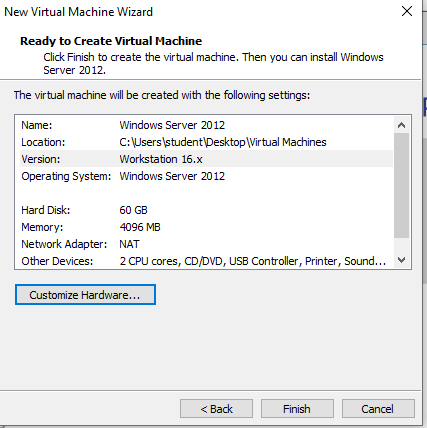 New Virtual Machine Wizard
Ready to Create Virtual Machine
Click Finish to create the virtual machine. Then you can install Windows
Server 2012.
The virtual machine will be created with the following settings:
Name: Windows Server 2012
Location: C:\Users\student\Desktop\Virtual Machines
Version: Workstation 16.x
Operating System: Windows Server 2012
Hard Disk: 60 GB
Memory: 4096 MB
Network Adapter: NAT
Other Devices: 2 CPU cores, CD/DVD, USB Controller, Printer, Sound...
Customize Hardware...
< Back Finish Cancel